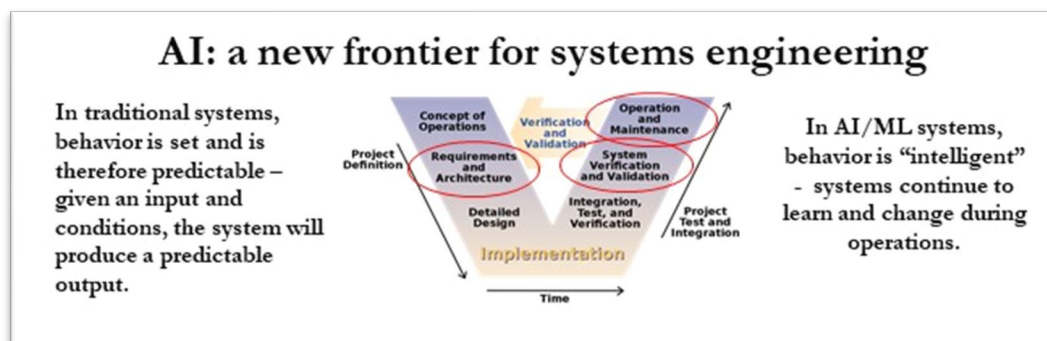 AI: a new frontier for systems engineering
In traditional systems,
behavior is set and is
therefore predictable –
given an input and
conditions, the system will
produce a predictable
output.
Project
Definition
Concept of
Operations
Requirements
and
Architecture
Detailed
Design
Verification
and
Validation
Operation
and
Maintenance
System
Verification
and Validation
Integration,
Test, and
Verification
Project
Test and
Integration
Implementation
Time
In AI/ML systems,
behavior is “intelligent”
- systems continue to
learn and change during
operations.